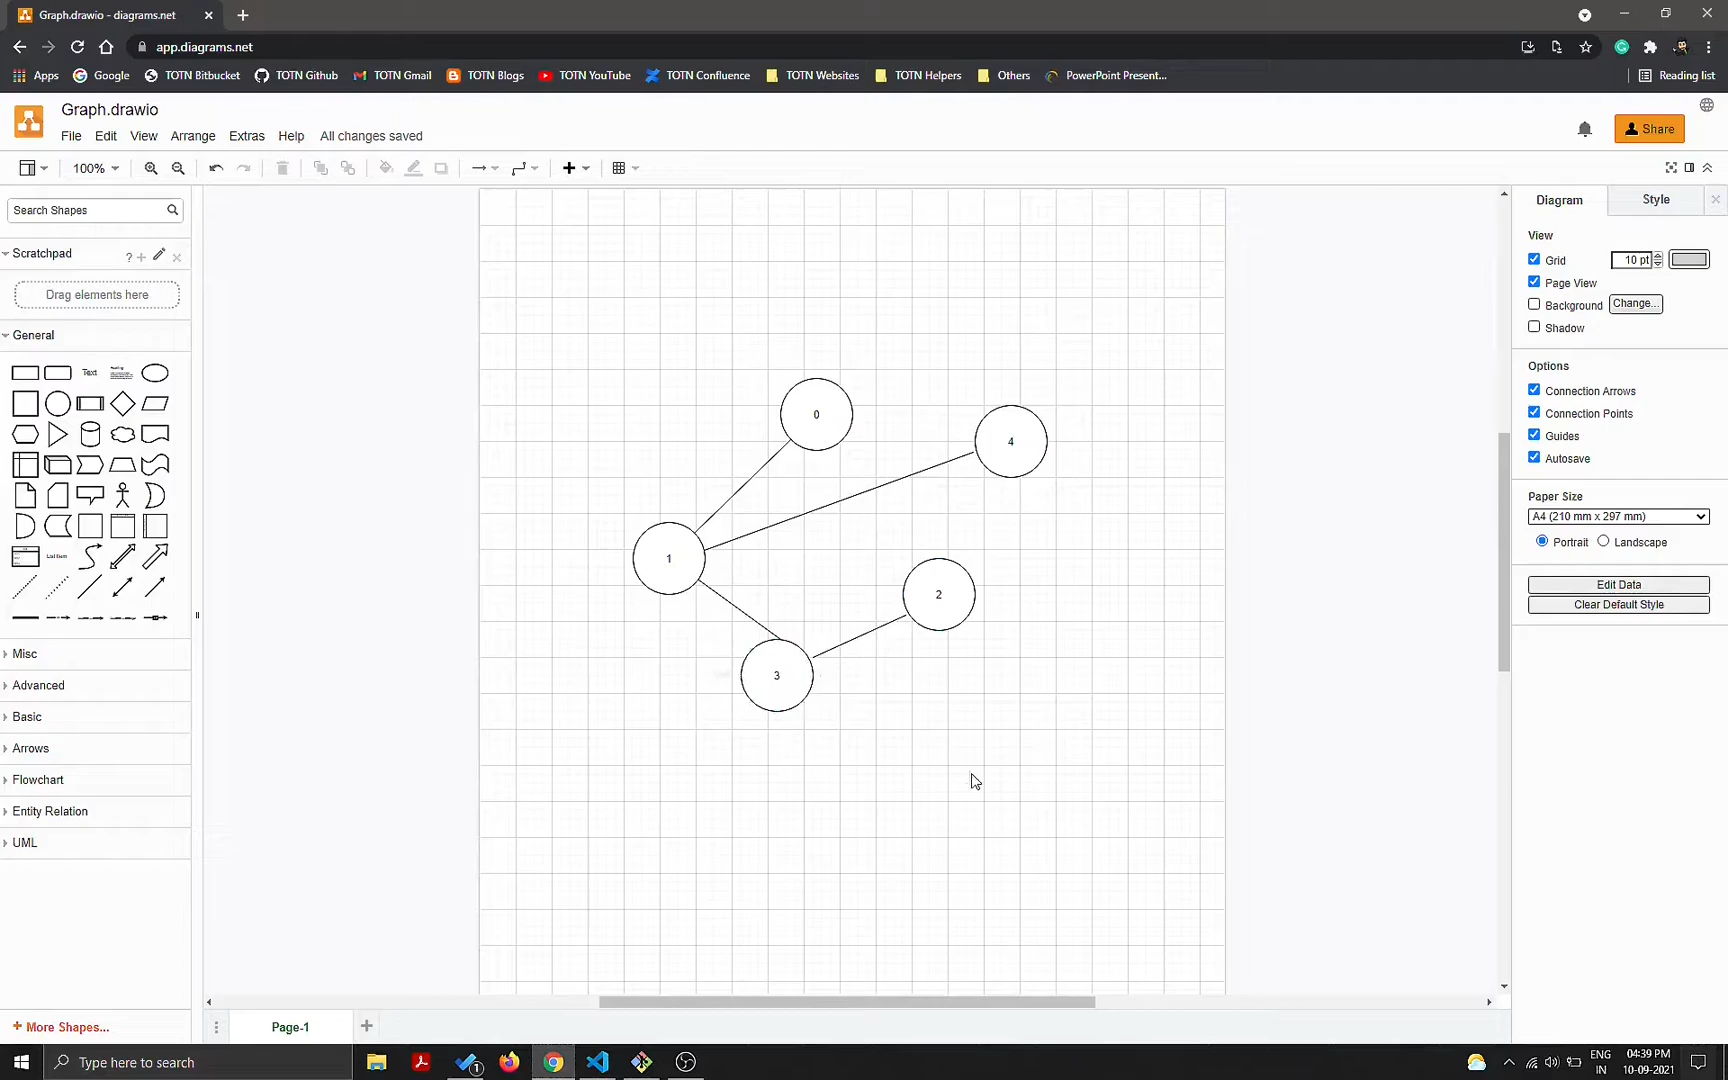 Graph.drawio - diagrams.net
app.diagrams.net
Apps Google TOTN Bitbucket TOTN Github TOTN Gmail TOTN Blogs TOTN YouTube TOTN Confluence TOTN Websites TOTN Helpers Others PowerPoint Present... Reading list
Graph.drawio
File Edit View Arrange Extras Help All changes saved
Share
100%
Search Shapes
Scratchpad
?
Drag elements here
General
Text
Heading
List Item
Misc
Advanced
Basic
Arrows
Flowchart
Entity Relation
UML
+ More Shapes...
0
4
1
2
3
Diagram Style
View
Grid 10 pt
Page View
Background Change...
Shadow
Options
Connection Arrows
Connection Points
Guides
Autosave
Paper Size
A4 (210 mm x 297 mm)
Portrait Landscape
Edit Data
Clear Default Style
Page-1
Type here to search
1
ENG
IN
04:39 PM
10-09-2021